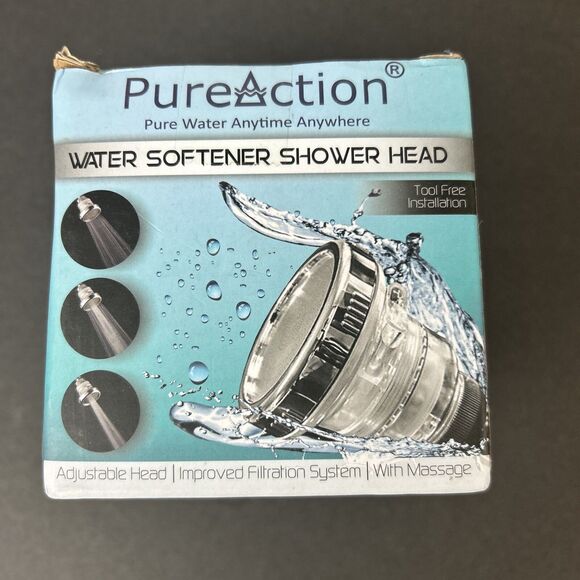 PureAction®
Pure Water Anytime Anywhere
WATER SOFTENER SHOWER HEAD
Tool Free
Installation
Adjustable Head | Improved Filtration System | With Massage